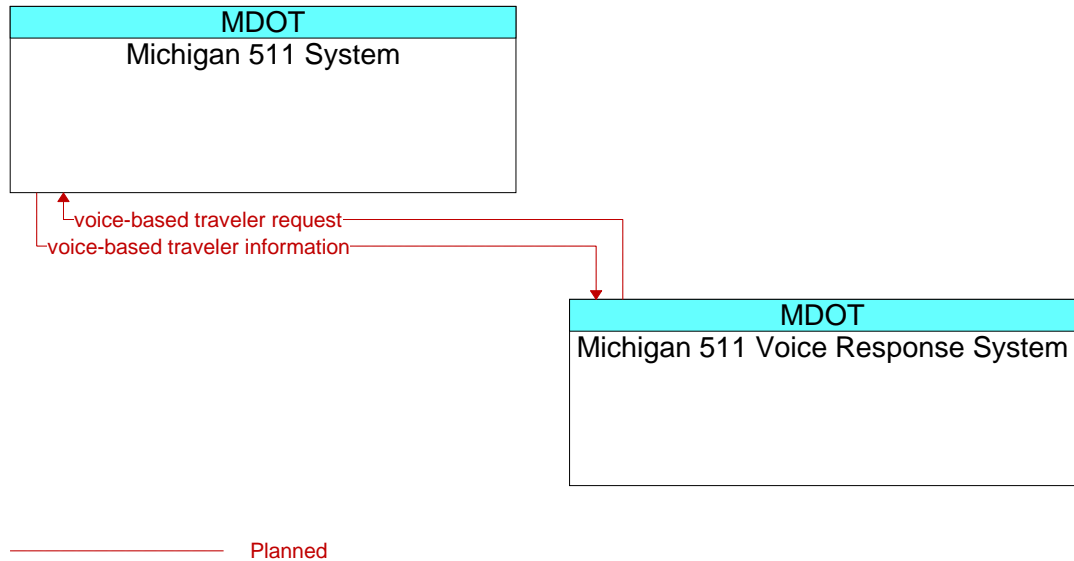 MDOT
Michigan 511 System
voice-based traveler request
voice-based traveler information
MDOT
Michigan 511 Voice Response System
Planned